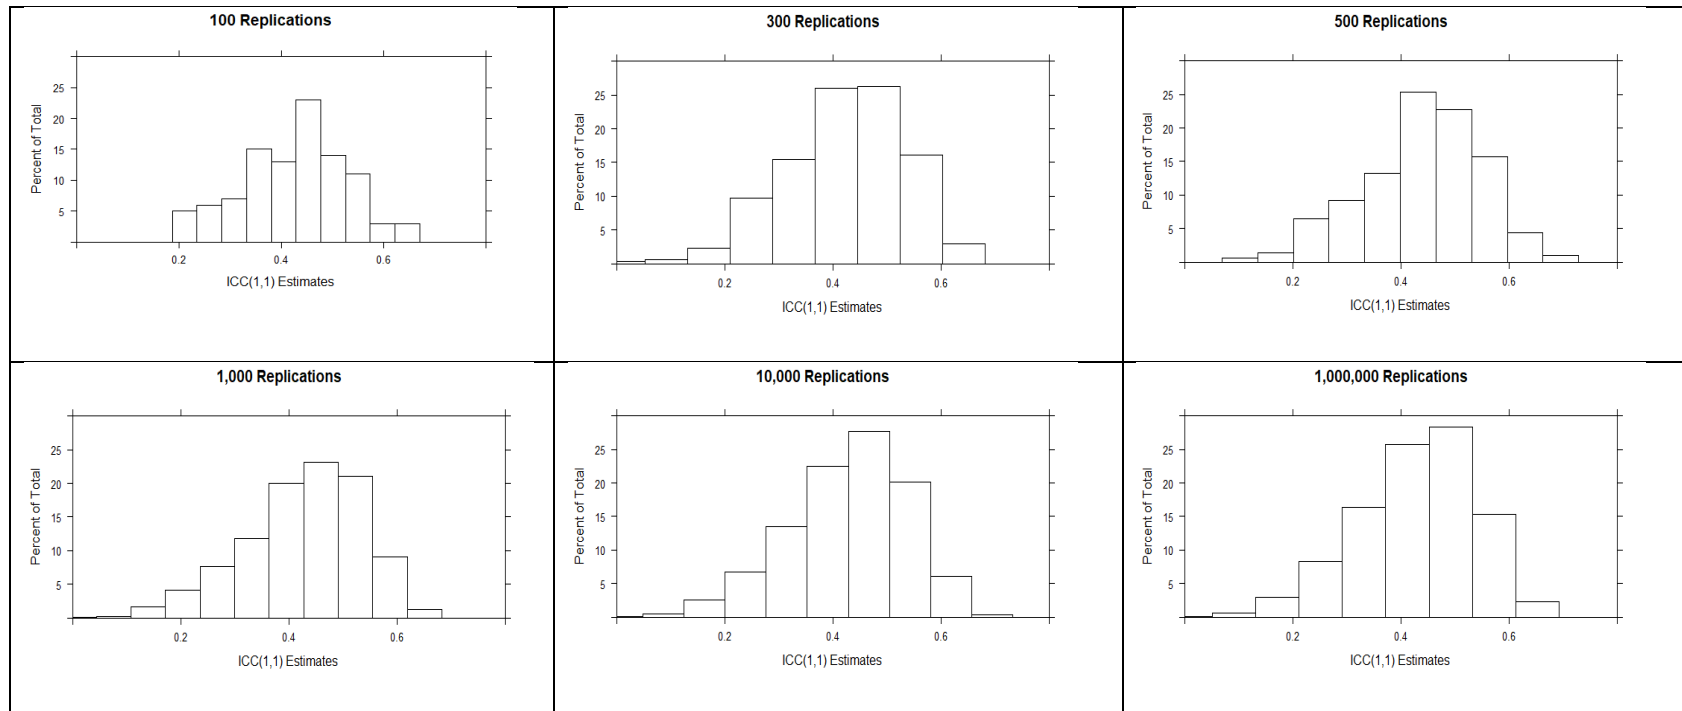 100 Replications
Percent of Total
25
20
15
10
5
0.2 0.4 0.6
ICC(1,1) Estimates
300 Replications
Percent of Total
25
20
15
10
5
0.2 0.4 0.6
ICC(1,1) Estimates
500 Replications
Percent of Total
25
20
15
10
5
0.2 0.4 0.6
ICC(1,1) Estimates
1,000 Replications
Percent of Total
25
20
15
10
5
0.2 0.4 0.6
ICC(1,1) Estimates
10,000 Replications
Percent of Total
25
20
15
10
5
0.2 0.4 0.6
ICC(1,1) Estimates
1,000,000 Replications
Percent of Total
25
20
15
10
5
0.2 0.4 0.6
ICC(1,1) Estimates